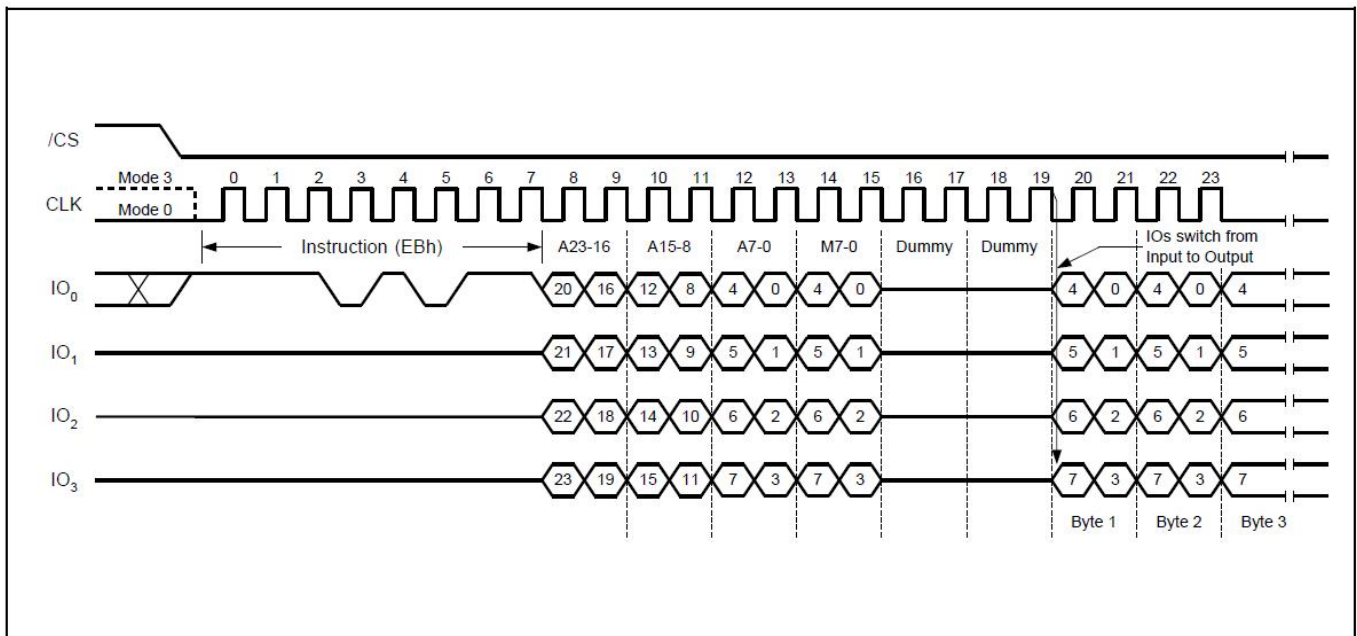 /CS
Mode 3
0 1 2 3 4 5 6 7 8 9 10 11 12 13 14 15 16 17 18 19 20 21 22 23
CLK
Mode 0
Instruction (EBh) A23-16 A15-8 A7-0 M7-0 Dummy Dummy
IOs switch from
Input to Output
IO0 20 16 12 8 4 0 4 0 4 0 4 0 4
IO1 21 17 13 9 5 1 5 1 5 1 5 1 5
IO2 22 18 14 10 6 2 6 2 6 2 6 2 6
IO3 23 19 15 11 7 3 7 3 7 3 7 3 7
Byte 1 Byte 2 Byte 3